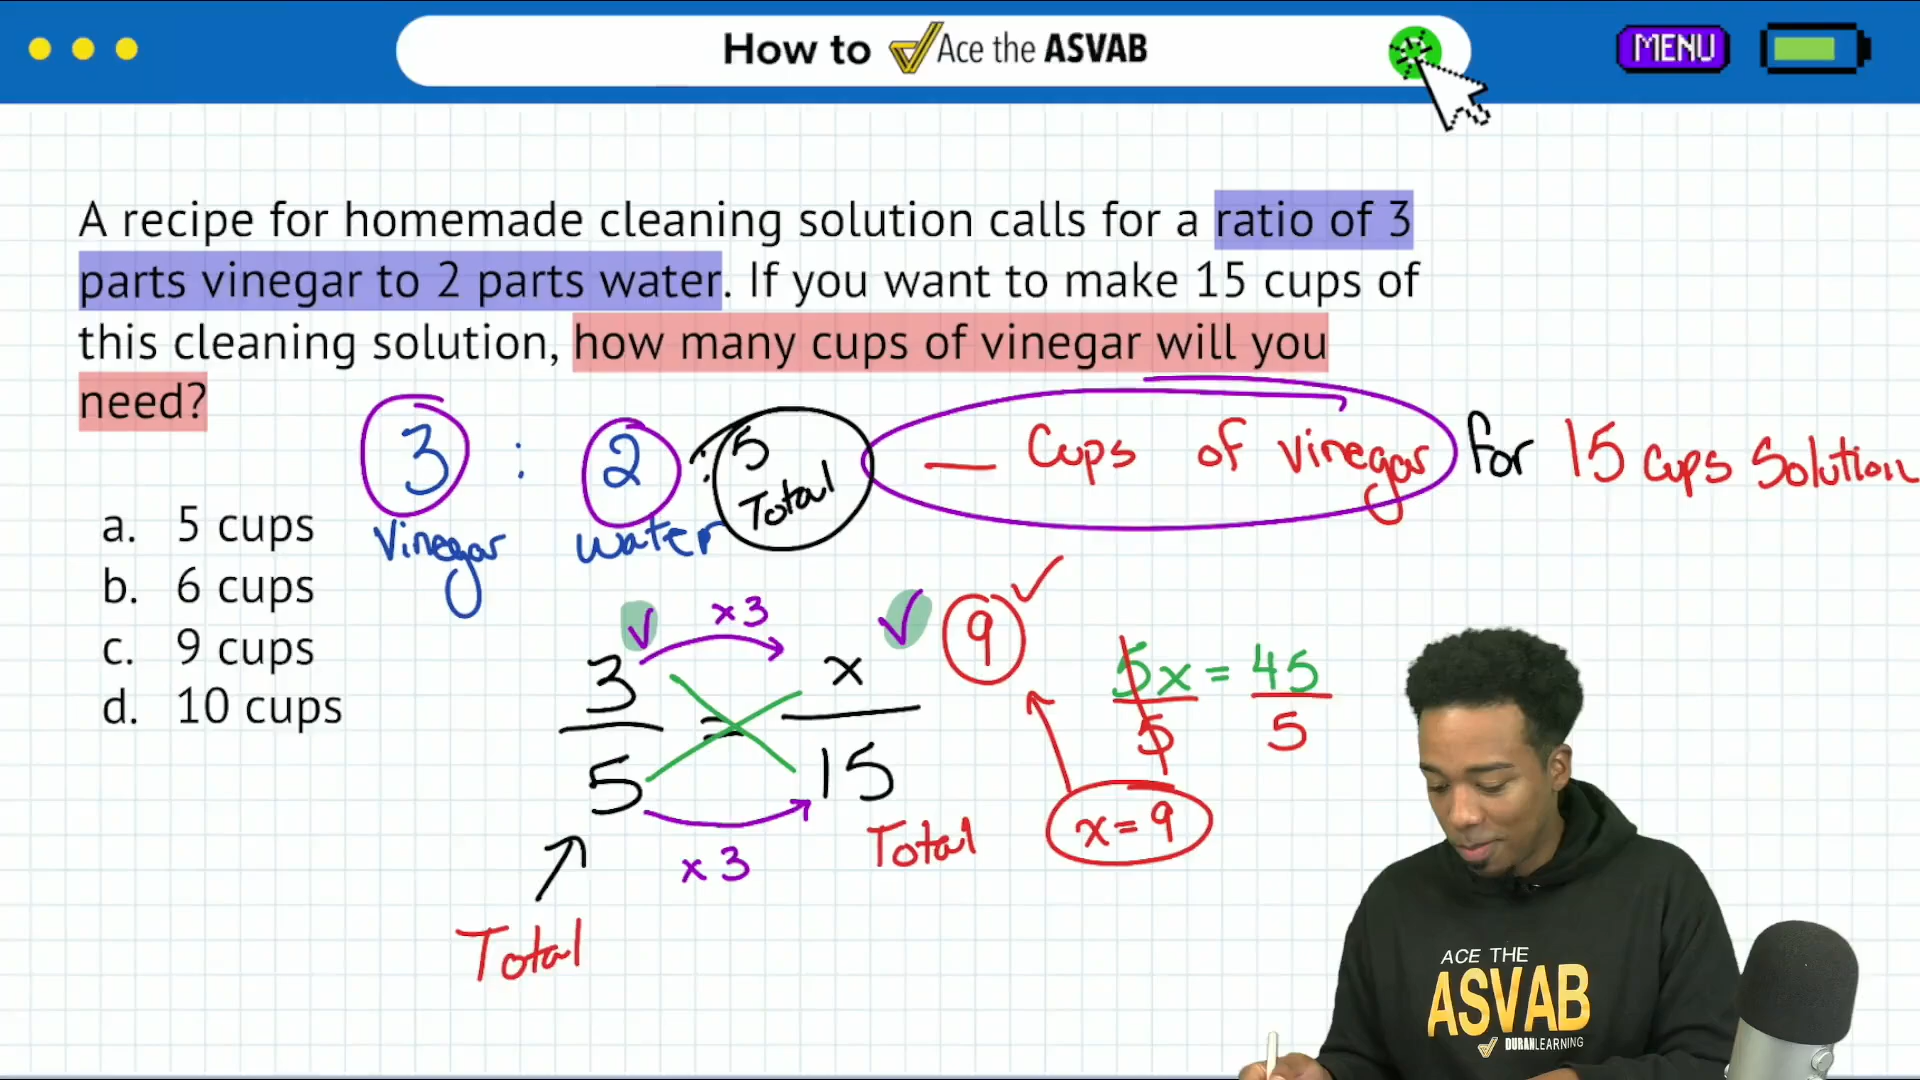 How to Ace the ASVAB
MENU
A recipe for homemade cleaning solution calls for a ratio of 3
parts vinegar to 2 parts water. If you want to make 15 cups of
this cleaning solution, how many cups of vinegar will you
need?
3 : 2 : 5 Total
Vinegar water
__ Cups of vinegar for 15 cups Solution
a. 5 cups
b. 6 cups
c. 9 cups
d. 10 cups
x3
3/5 = x/15
x3
Total
Total
9
5x = 45
5 5
x = 9
ACE THE
ASVAB
DURANLEARNING